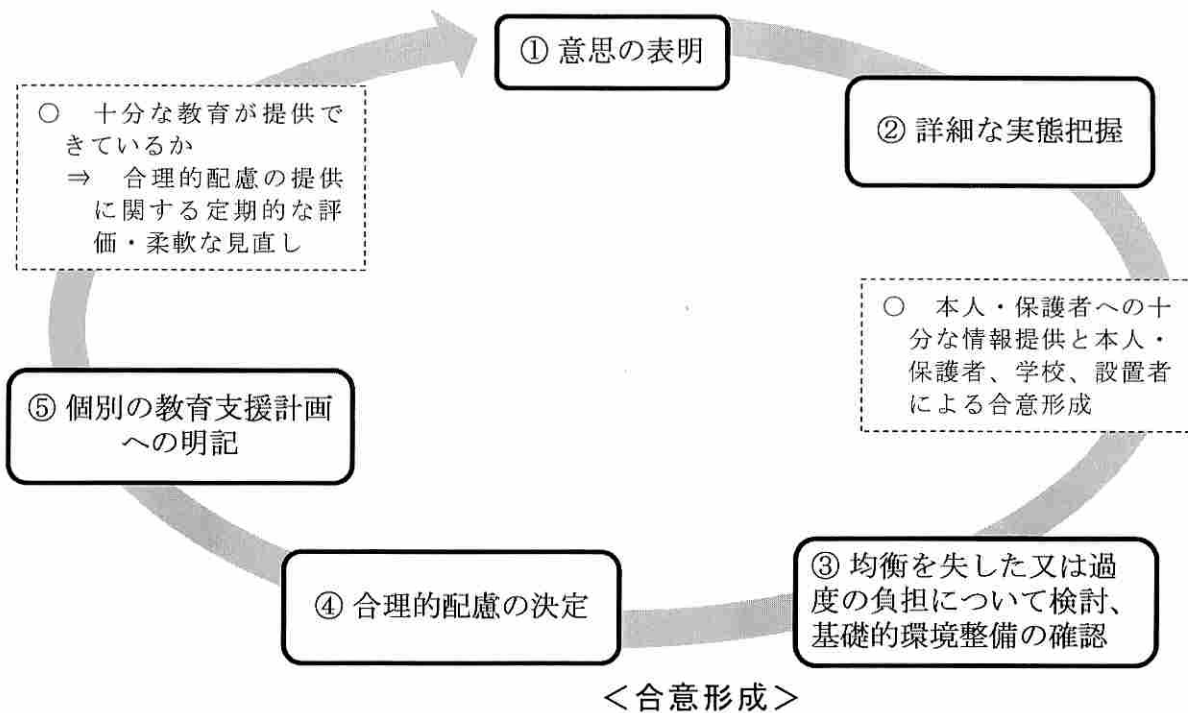 ① 意思の表明
② 詳細な実態把握
○ 十分な教育が提供で
きているか
⇒ 合理的配慮の提供
に関する定期的な評
価・柔軟な見直し
○ 本人・保護者への十
分な情報提供と本人・
保護者、学校、設置者
による合意形成
⑤ 個別の教育支援計画
への明記
③ 均衡を失した又は過
度の負担について検討、
基礎的環境整備の確認
④ 合理的配慮の決定
＜合意形成＞